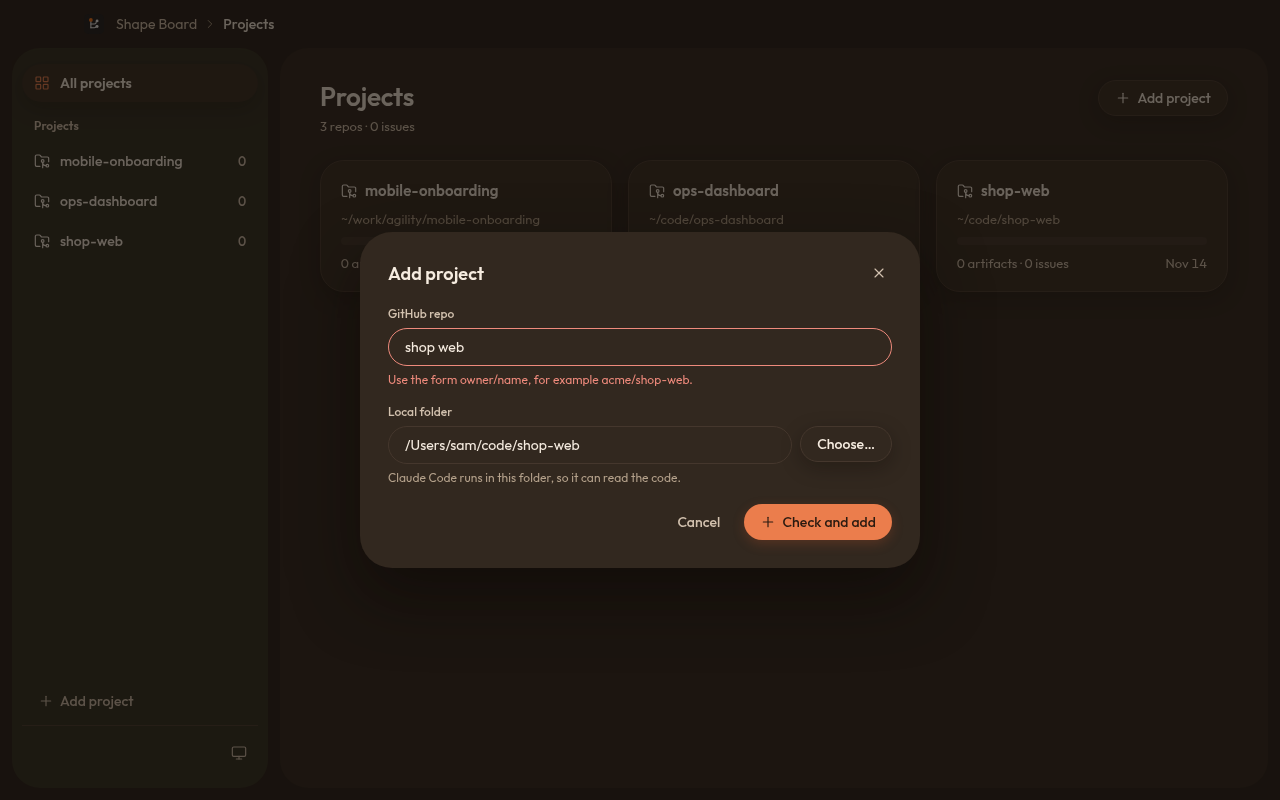 Shape Board > Projects
All projects
Projects
mobile-onboarding 0
ops-dashboard 0
shop-web 0
Add project
Projects
3 repos · 0 issues
Add project
mobile-onboarding
~/work/agility/mobile-onboarding
0 a
ops-dashboard
~/code/ops-dashboard
shop-web
~/code/shop-web
0 artifacts · 0 issues Nov 14
Add project
GitHub repo
shop web
Use the form owner/name, for example acme/shop-web.
Local folder
/Users/sam/code/shop-web Choose...
Claude Code runs in this folder, so it can read the code.
Cancel Check and add